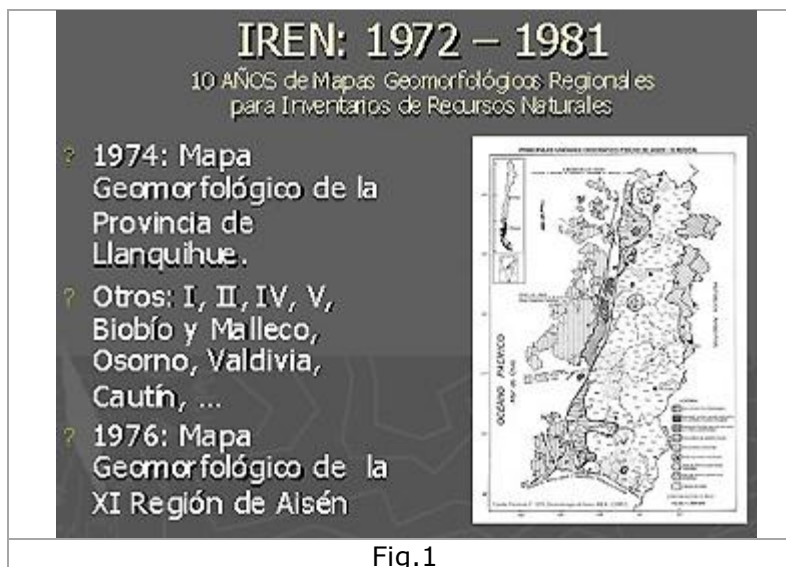 IREN: 1972 – 1981
10 AÑOS de Mapas Geomorfológicos Regionales
para Inventarios de Recursos Naturales
? 1974: Mapa
Geomorfológico de la
Provincia de
Llanquihue.
? Otros: I, II, IV, V,
Biobío y Malleco,
Osorno, Valdivia,
Cautín, ...
? 1976: Mapa
Geomorfológico de la
XI Región de Aisén
OCEANO PACIFICO
Fig.1